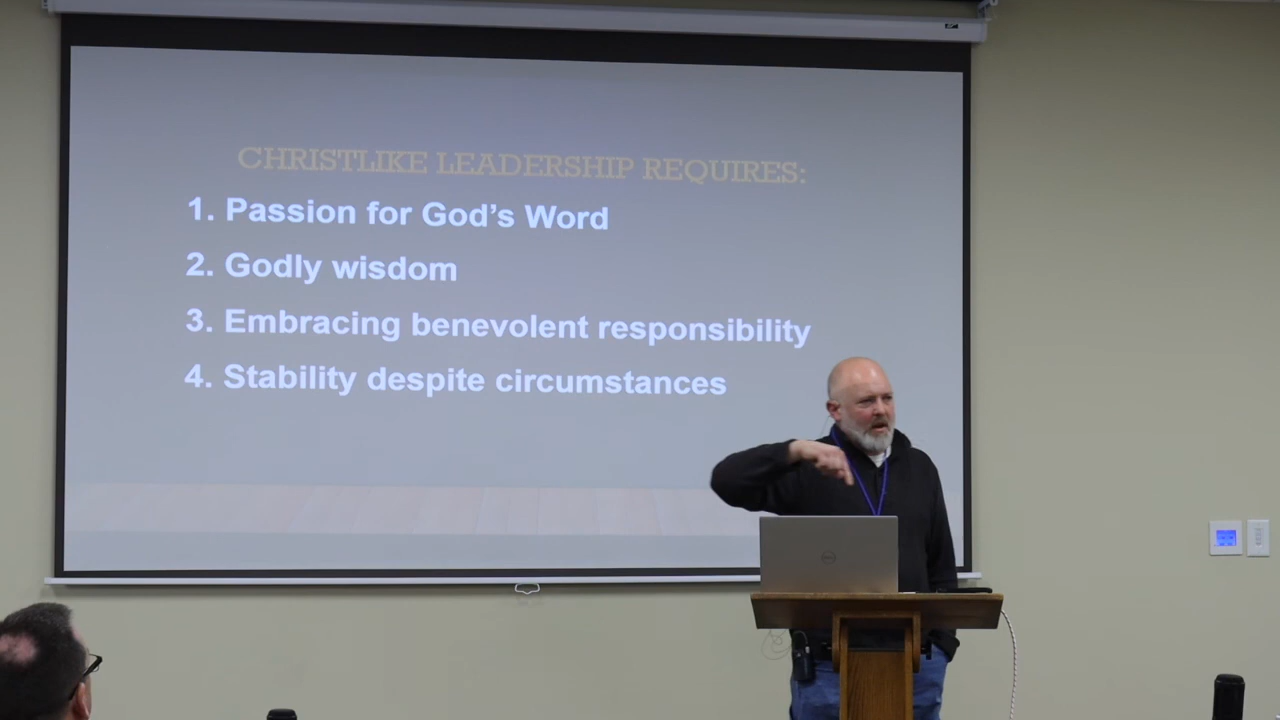 CHRISTLIKE LEADERSHIP REQUIRES:
1. Passion for God’s Word
2. Godly wisdom
3. Embracing benevolent responsibility
4. Stability despite circumstances
DELL